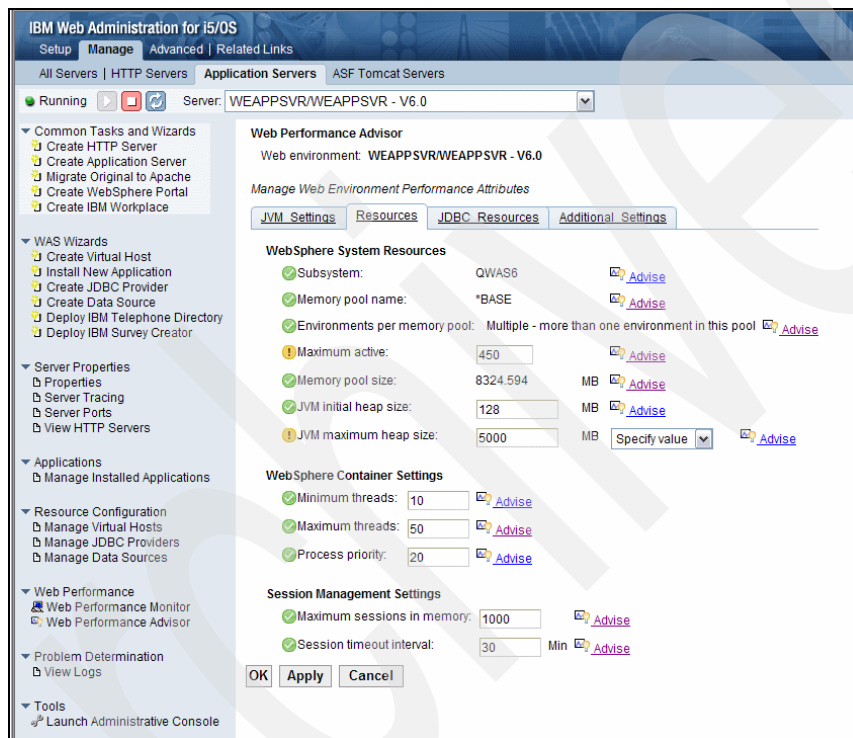 IBM Web Administration for i5/OS
Setup Manage Advanced | Related Links
All Servers | HTTP Servers Application Servers ASF Tomcat Servers
Running Server: WEAPPSVR/WEAPPSVR - V6.0
Common Tasks and Wizards
Create HTTP Server
Create Application Server
Migrate Original to Apache
Create WebSphere Portal
Create IBM Workplace
WAS Wizards
Create Virtual Host
Install New Application
Create JDBC Provider
Create Data Source
Deploy IBM Telephone Directory
Deploy IBM Survey Creator
Server Properties
Properties
Server Tracing
Server Ports
View HTTP Servers
Applications
Manage Installed Applications
Resource Configuration
Manage Virtual Hosts
Manage JDBC Providers
Manage Data Sources
Web Performance
Web Performance Monitor
Web Performance Advisor
Problem Determination
View Logs
Tools
Launch Administrative Console
Web Performance Advisor
Web environment: WEAPPSVR/WEAPPSVR - V6.0
Manage Web Environment Performance Attributes
JVM Settings Resources JDBC Resources Additional Settings
WebSphere System Resources
Subsystem: QWAS6 Advise
Memory pool name: *BASE Advise
Environments per memory pool: Multiple - more than one environment in this pool Advise
Maximum active: 450 Advise
Memory pool size: 8324.594 MB Advise
JVM initial heap size: 128 MB Advise
JVM maximum heap size: 5000 MB Specify value Advise
WebSphere Container Settings
Minimum threads: 10 Advise
Maximum threads: 50 Advise
Process priority: 20 Advise
Session Management Settings
Maximum sessions in memory: 1000 Advise
Session timeout interval: 30 Min Advise
OK Apply Cancel